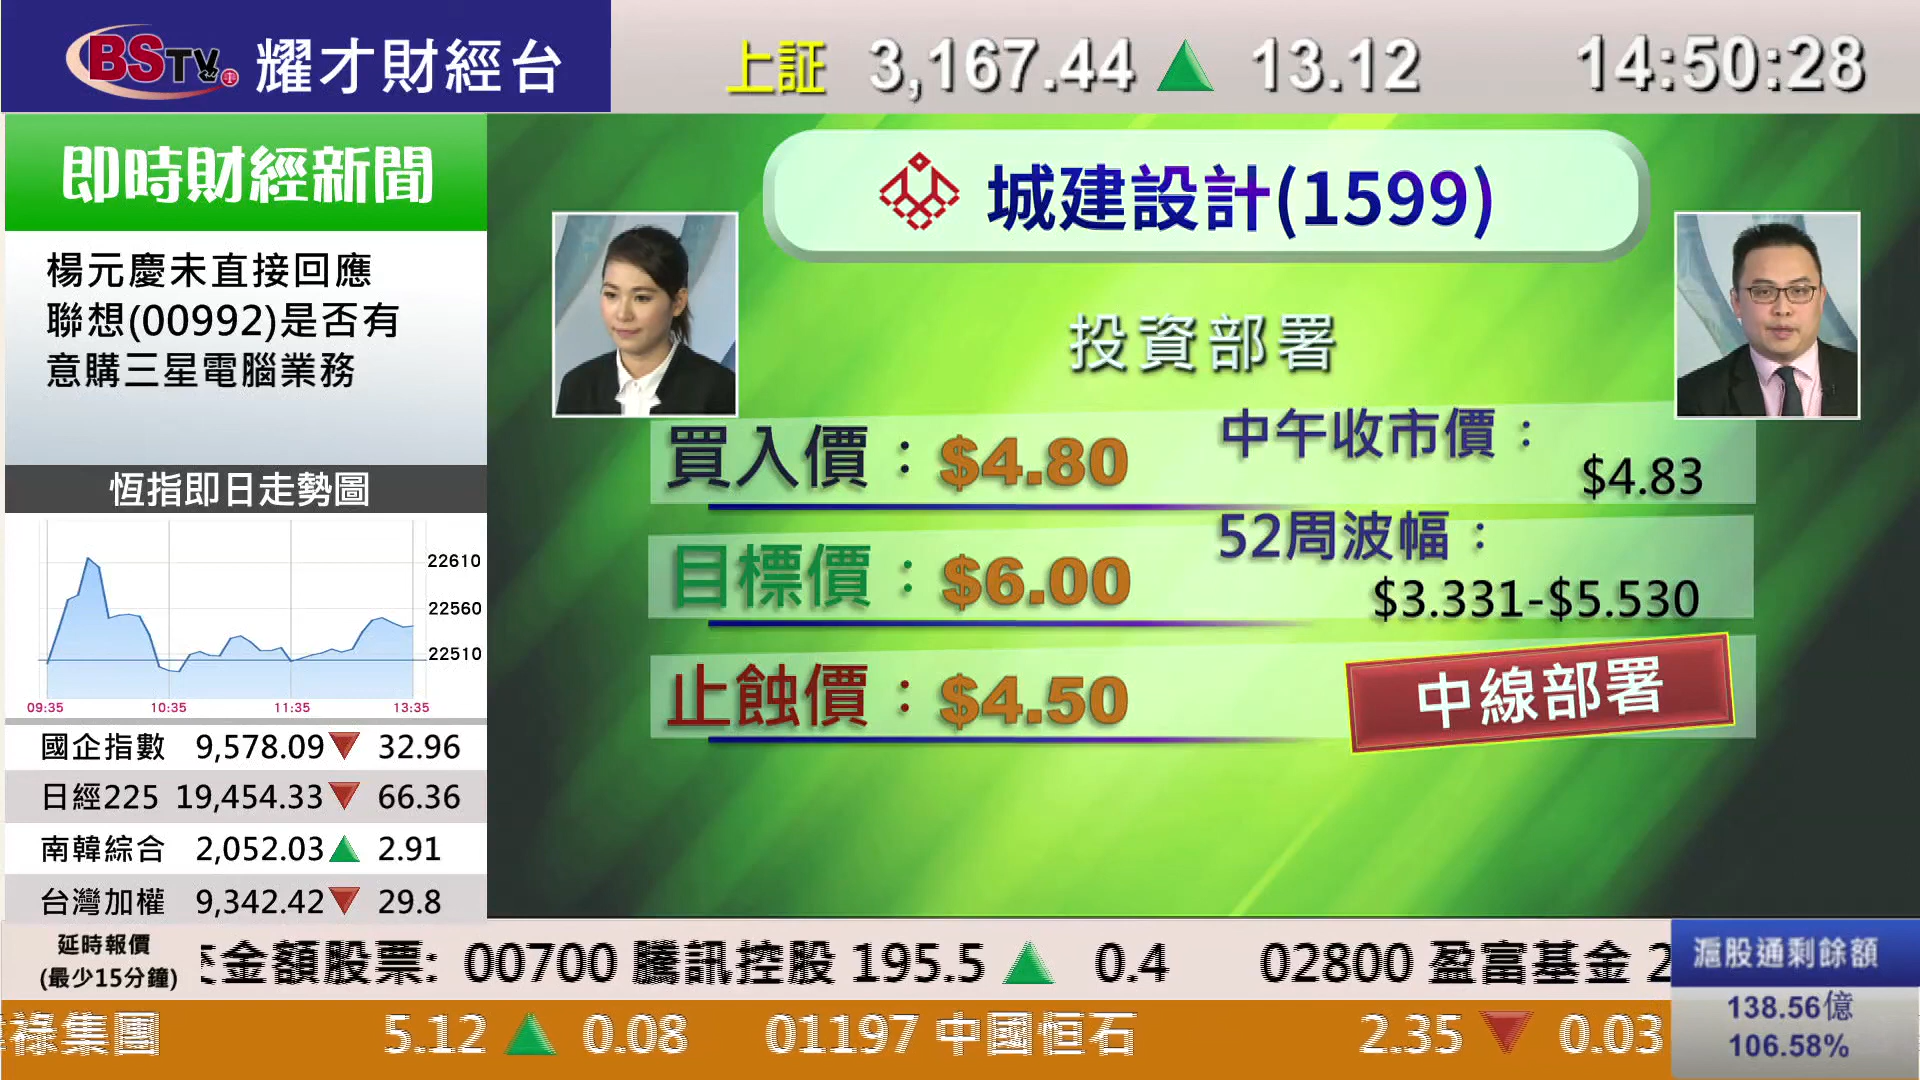 BSTV 耀才財經台
上証 3,167.44 ▲ 13.12 14:50:28
即時財經新聞
楊元慶未直接回應
聯想(00992)是否有
意購三星電腦業務
恆指即日走勢圖
22610
22560
22510
09:35 10:35 11:35 13:35
國企指數 9,578.09 ▼ 32.96
日經225 19,454.33 ▼ 66.36
南韓綜合 2,052.03 ▲ 2.91
台灣加權 9,342.42 ▼ 29.8
城建設計(1599)
投資部署
買入價：$4.80
中午收市價：
$4.83
目標價：$6.00
52周波幅：
$3.331-$5.530
止蝕價：$4.50
中線部署
延時報價
(最少15分鐘)
金額股票: 00700 騰訊控股 195.5 ▲ 0.4 02800 盈富基金 2
滬股通剩餘額
138.56億
106.58%
祿集團 5.12 ▲ 0.08 01197 中國恒石 2.35 ▼ 0.03